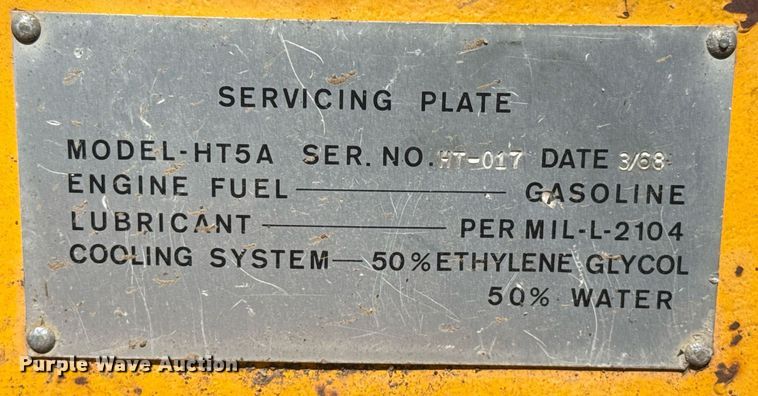 SERVICING PLATE
MODEL-HT5A SER. NO. HT-017 DATE 3/68
ENGINE FUEL — GASOLINE
LUBRICANT — PER MIL-L-2104
COOLING SYSTEM — 50% ETHYLENE GLYCOL
50% WATER
Purple Wave Auction